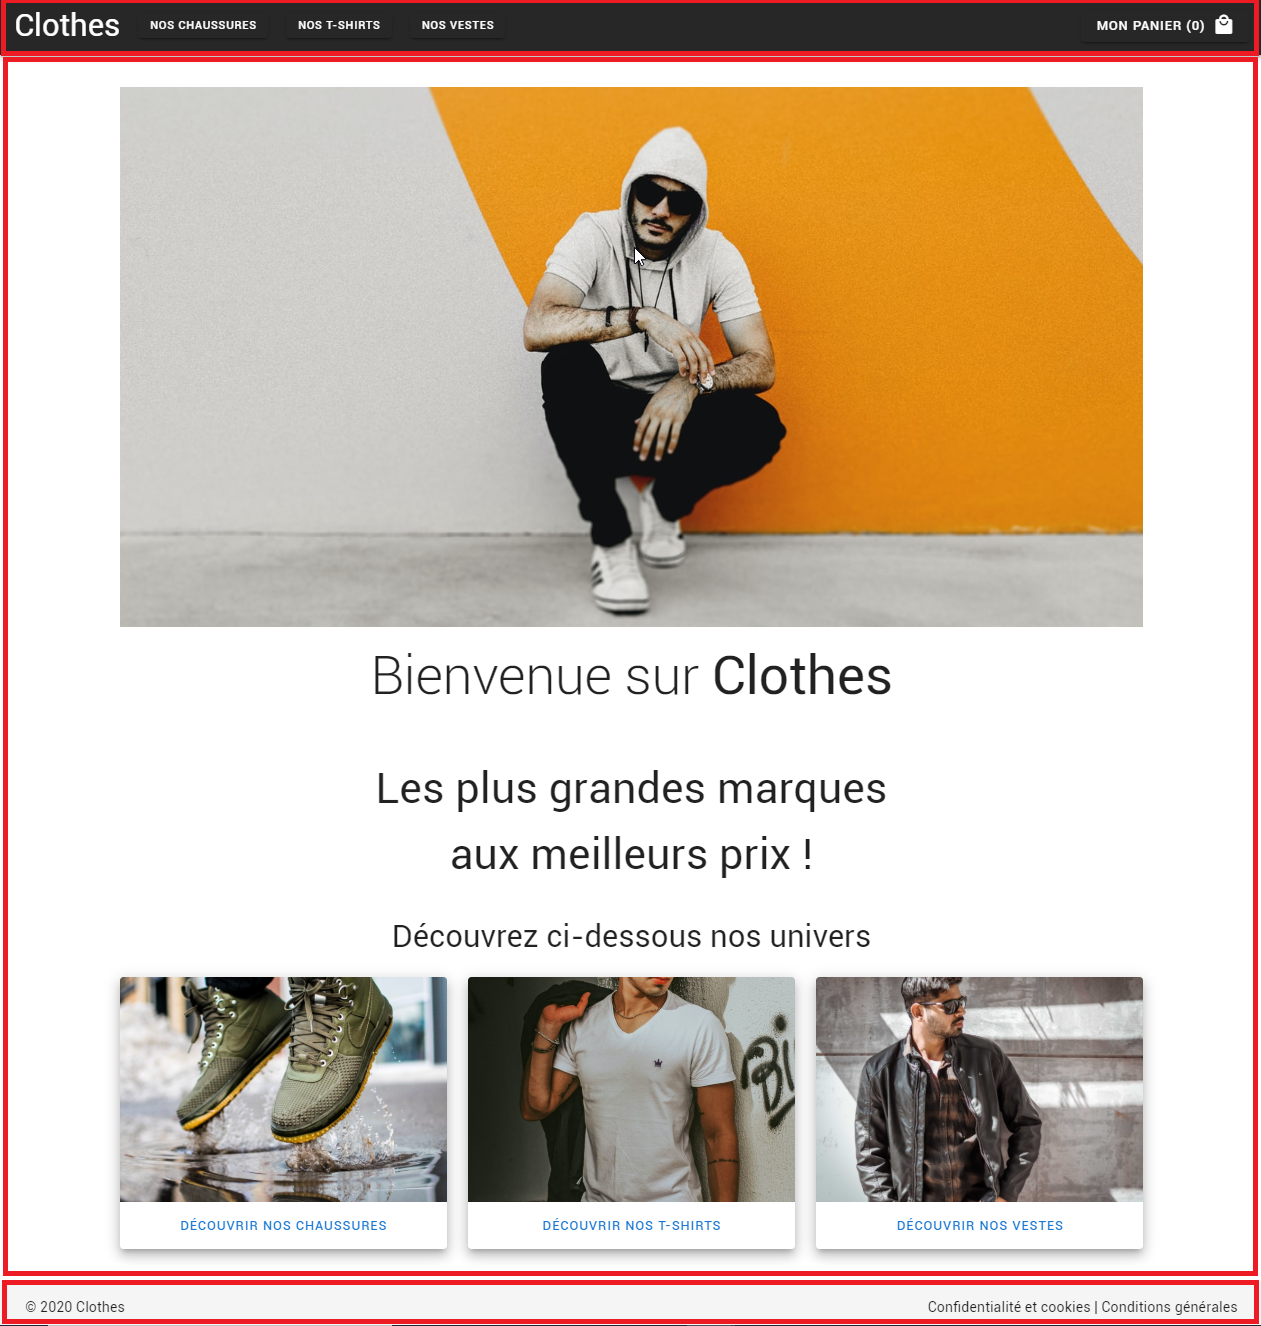 Clothes NOS CHAUSSURES NOS T-SHIRTS NOS VESTES MON PANIER (0)
Bienvenue sur Clothes
Les plus grandes marques
aux meilleurs prix !
Découvrez ci-dessous nos univers
BI
DÉCOUVRIR NOS CHAUSSURES DÉCOUVRIR NOS T-SHIRTS DÉCOUVRIR NOS VESTES
© 2020 Clothes Confidentialité et cookies | Conditions générales